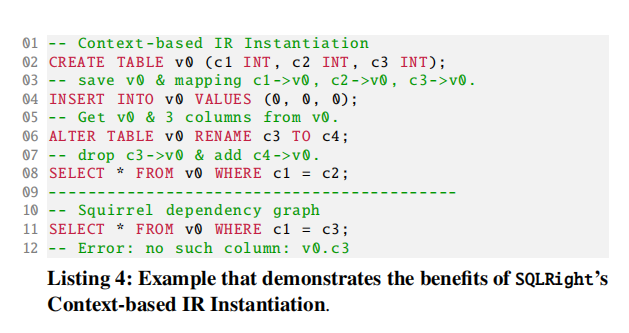 01 -- Context-based IR Instantiation
02 CREATE TABLE v0 (c1 INT, c2 INT, c3 INT);
03 -- save v0 & mapping c1->v0, c2->v0, c3->v0.
04 INSERT INTO v0 VALUES (0, 0, 0);
05 -- Get v0 & 3 columns from v0.
06 ALTER TABLE v0 RENAME c3 TO c4;
07 -- drop c3->v0 & add c4->v0.
08 SELECT * FROM v0 WHERE c1 = c2;
09 -----------------------------------------
10 -- Squirrel dependency graph
11 SELECT * FROM v0 WHERE c1 = c3;
12 -- Error: no such column: v0.c3
Listing 4: Example that demonstrates the benefits of SQLRight's
Context-based IR Instantiation.